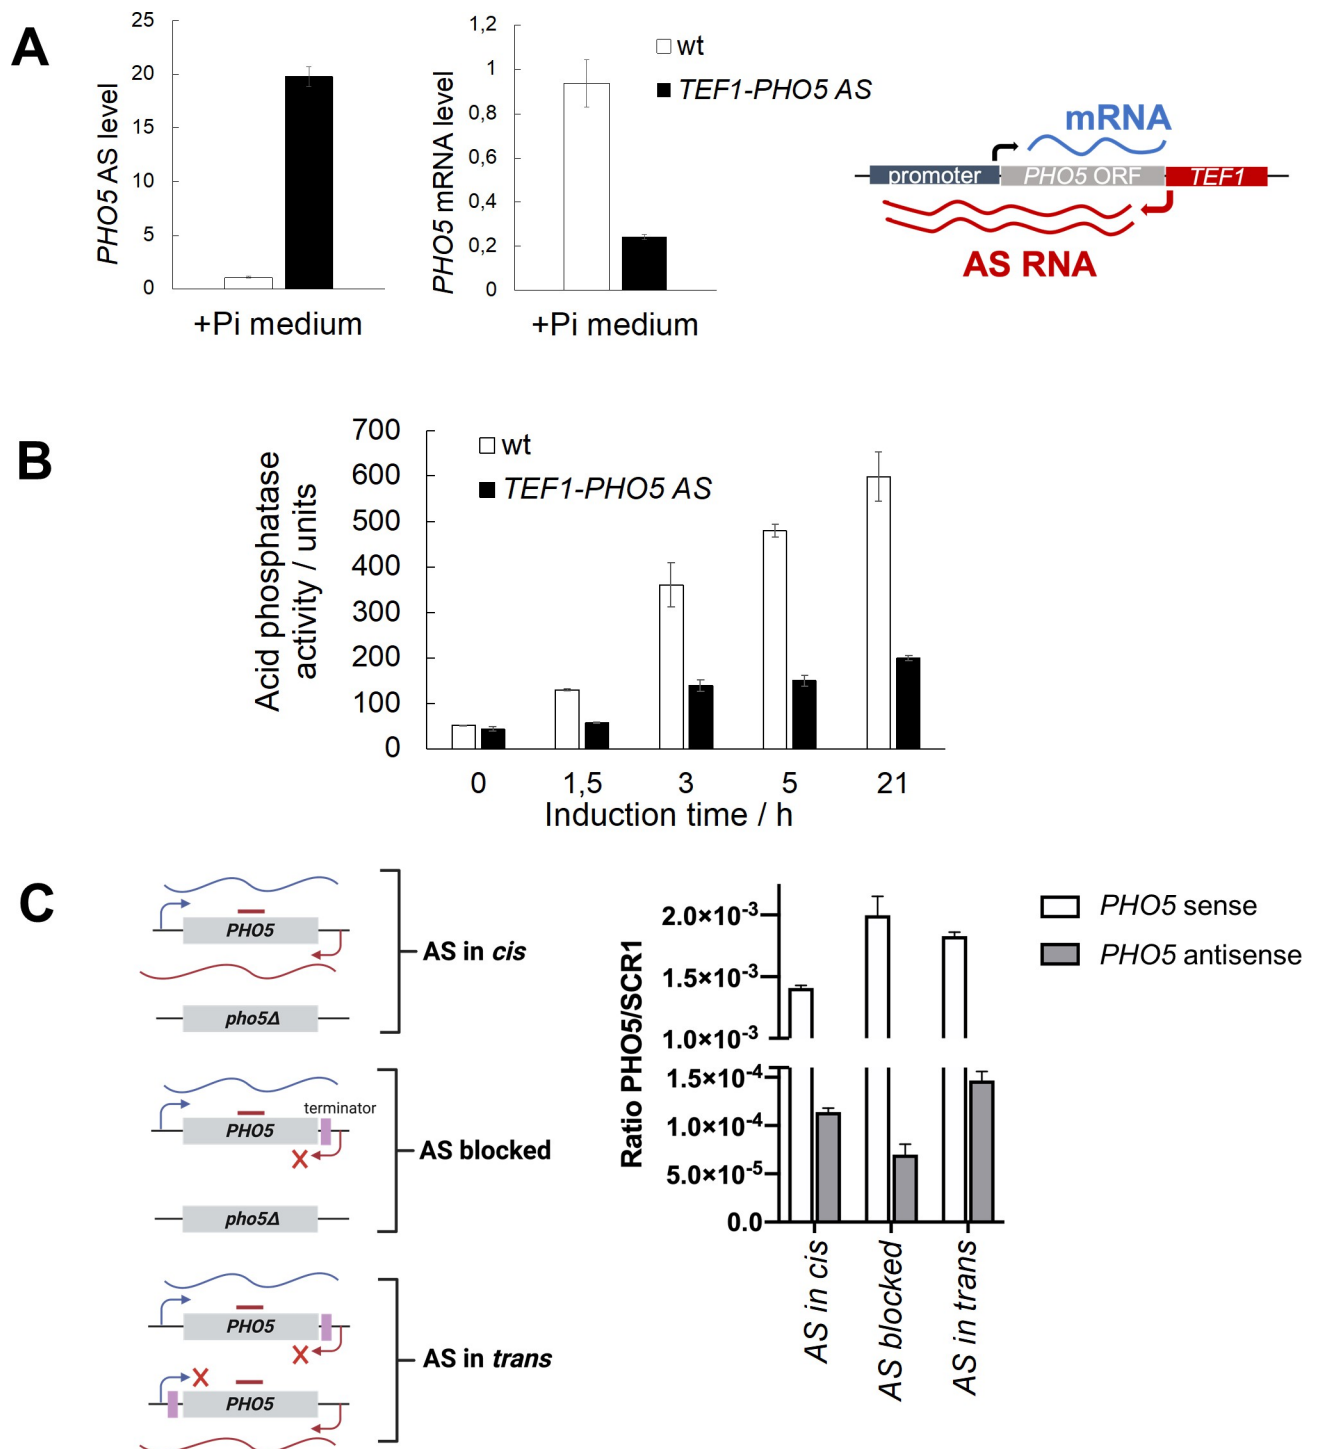 A
PHO5 AS level
25
20
15
10
5
0
+Pi medium
PHO5 mRNA level
1,2
1
0,8
0,6
0,4
0,2
0
+Pi medium
wt
TEF1-PHO5 AS
mRNA
promoter
PHO5 ORF
TEF1
AS RNA
B
Acid phosphatase
activity / units
700
600
500
400
300
200
100
0
wt
TEF1-PHO5 AS
0
1,5
3
5
21
Induction time / h
C
PHO5
pho5Δ
AS in cis
terminator
PHO5
pho5Δ
AS blocked
PHO5
PHO5
AS in trans
Ratio PHO5/SCR1
2.0×10-3
1.5×10-3
1.0×10-3
1.5×10-4
1.0×10-4
5.0×10-5
0.0
AS in cis
AS blocked
AS in trans
PHO5 sense
PHO5 antisense